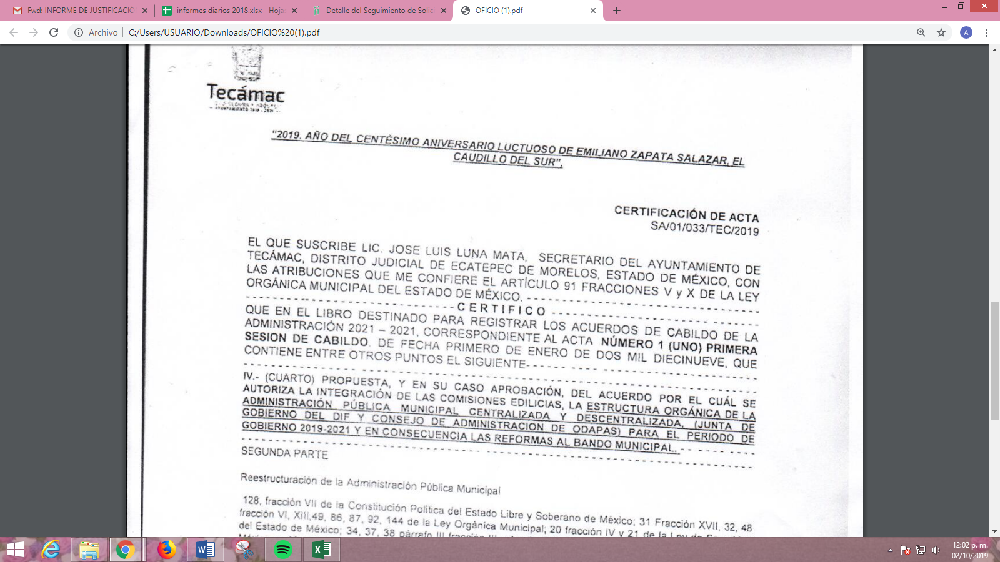 Fwd: INFORME DE JUSTIFICACIÓ
informes diarios 2018.xlsx - Hoja
Detalle del Seguimiento de Solic
OFICIO (1).pdf
Archivo
C:/Users/USUARIO/Downloads/OFICIO%20(1).pdf
A
Tecámac
AYUNTAMIENTO 2019 - 2021
"2019. AÑO DEL CENTÉSIMO ANIVERSARIO LUCTUOSO DE EMILIANO ZAPATA SALAZAR. EL
CAUDILLO DEL SUR".
CERTIFICACIÓN DE ACTA
SA/01/033/TEC/2019
EL QUE SUSCRIBE LIC. JOSE LUIS LUNA MATA, SECRETARIO DEL AYUNTAMIENTO DE
TECÁMAC, DISTRITO JUDICIAL DE ECATEPEC DE MORELOS, ESTADO DE MÉXICO, CON
LAS ATRIBUCIONES QUE ME CONFIERE EL ARTÍCULO 91 FRACCIONES V y X DE LA LEY
ORGÁNICA MUNICIPAL DEL ESTADO DE MÉXICO. - - - - - - - - - - - - - - - - - - - - - - - - - - - -
- - - - - - - - - - - - - - - - - - - - - - - - - C E R T I F I C O - - - - - - - - - - - - - - - - - - - - - - - - -
QUE EN EL LIBRO DESTINADO PARA REGISTRAR LOS ACUERDOS DE CABILDO DE LA
ADMINISTRACIÓN 2021 – 2021, CORRESPONDIENTE AL ACTA NÚMERO 1 (UNO) PRIMERA
SESION DE CABILDO. DE FECHA PRIMERO DE ENERO DE DOS MIL DIECINUEVE, QUE
CONTIENE ENTRE OTROS PUNTOS EL SIGUIENTE- - - - - - - - - - - - - - - - - - - - - - - - - - - -
- - - - - - - - - - - - - - - - - - - - - - - - - - - - - - - - - - - - - - - - - - - - - - - - - - - - - - - - - - - -
IV.- (CUARTO) PROPUESTA, Y EN SU CASO APROBACIÓN, DEL ACUERDO POR EL CUÁL SE
AUTORIZA LA INTEGRACIÓN DE LAS COMISIONES EDILICIAS, LA ESTRUCTURA ORGÁNICA DE LA
ADMINISTRACIÓN PÚBLICA MUNICIPAL CENTRALIZADA Y DESCENTRALIZADA, (JUNTA DE
GOBIERNO DEL DIF Y CONSEJO DE ADMINISTRACION DE ODAPAS) PARA EL PERIODO DE
GOBIERNO 2019-2021 Y EN CONSECUENCIA LAS REFORMAS AL BANDO MUNICIPAL. - - - - - - - - -
- - - - - - - - - - - - - - - - - - - - - - - - - - - - - - - - - - - - - - - - - - - - - - - - - - - - - - - - - - - -
SEGUNDA PARTE
Reestructuración de la Administración Pública Municipal
128, fracción VII de la Constitución Política del Estado Libre y Soberano de México; 31 Fracción XVII, 32, 48
fracción VI, XIII,49, 86, 87, 92, 144 de la Ley Orgánica Municipal; 20 fracción IV y 21 de la Ley de
del Estado de México; 34, 37, 38 párrafo III
12:02 p. m.
02/10/2019